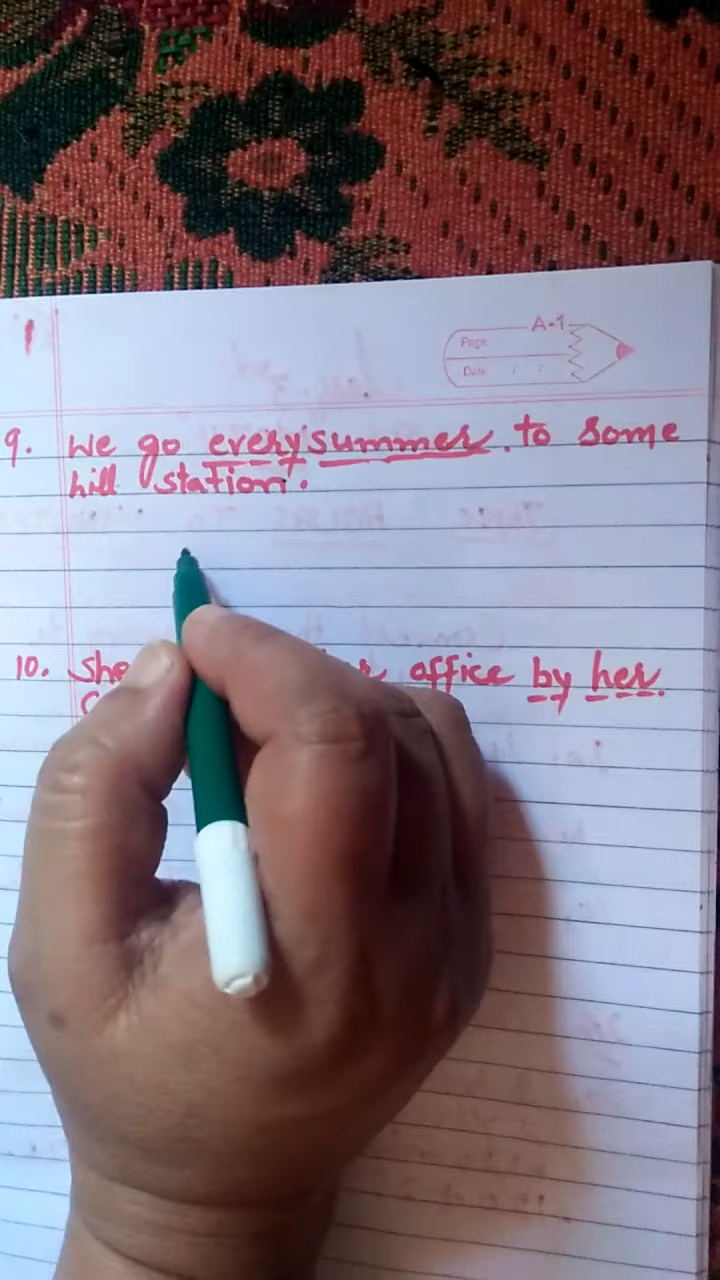 A-1
Page
Date / /
9. We go every summer to some
hill station.
10. She office by her